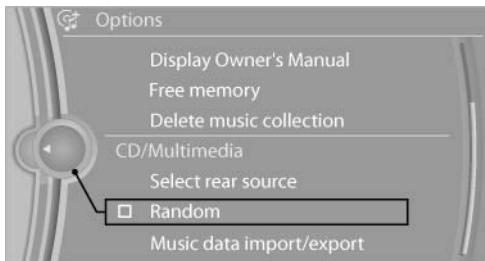 Options
Display Owner's Manual
Free memory
Delete music collection
CD/Multimedia
Select rear source
Random
Music data import/export